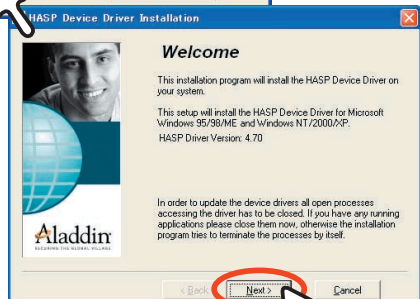 HASP Device Driver Installation
Welcome
This installation program will install the HASP Device Driver on
your system.
This setup will install the HASP Device Driver for Microsoft
Windows 95/98/ME and Windows NT/2000/XP.
HASP Driver Version: 4.70
In order to update the device drivers all open processes
accessing the driver has to be closed. If you have any running
applications please close them now, otherwise the installation
program tries to terminate the processes by itself.
Aladdin
SECURING THE GLOBAL VILLAGE
< Back
Next >
Cancel